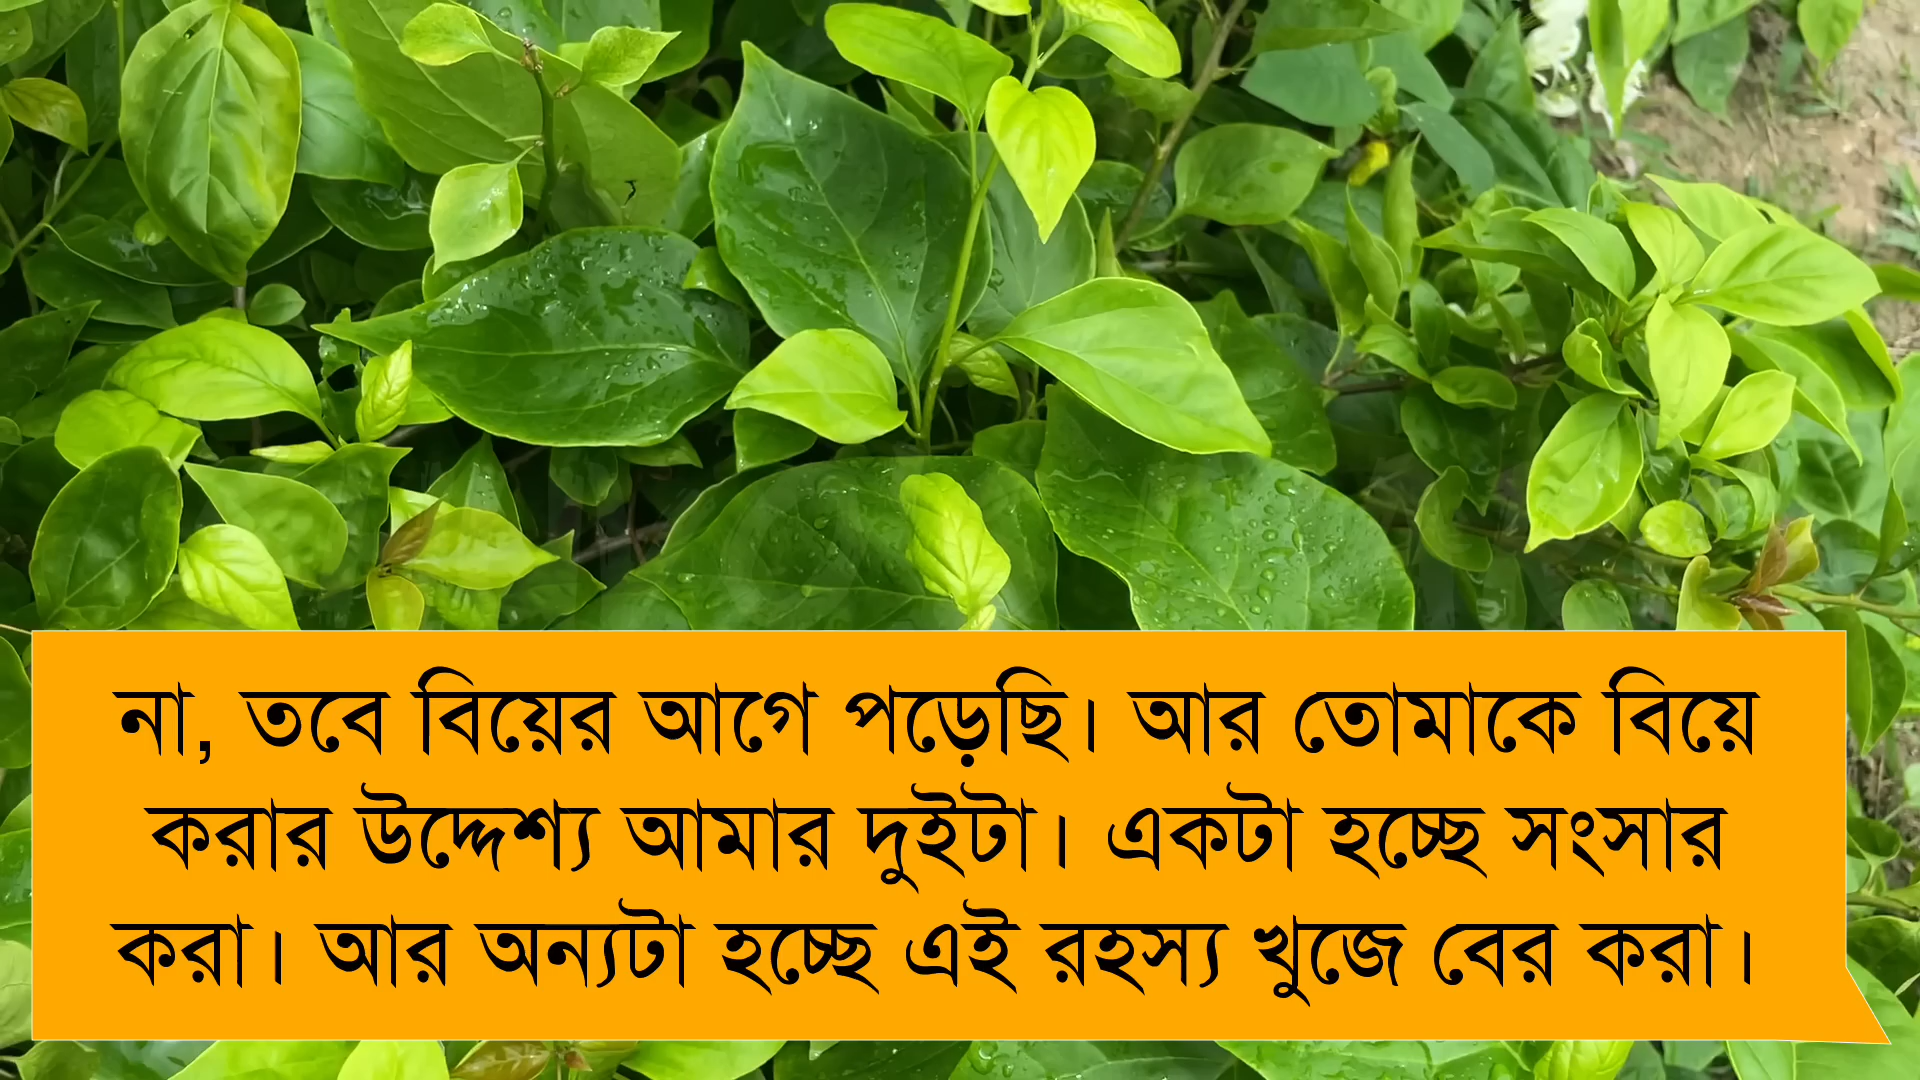 না, তবে বিয়ের আগে পড়েছি। আর তোমাকে বিয়ে
করার উদ্দেশ্য আমার দুইটা। একটা হচ্ছে সংসার
করা। আর অন্যটা হচ্ছে এই রহস্য খুজে বের করা।